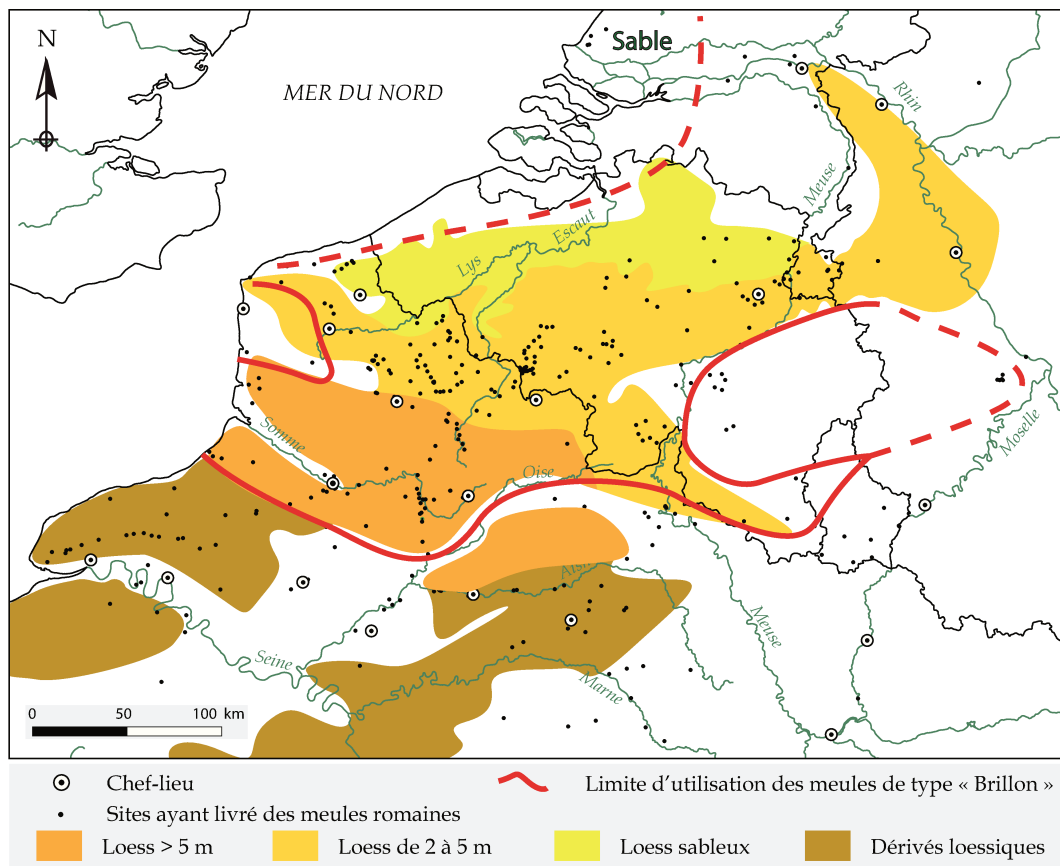 N
MER DU NORD
Sable
Rhin
Meuse
Escaut
Lys
Somme
Oise
Moselle
Meuse
Seine
Marne
0 50 100 km
Chef-lieu
Limite d'utilisation des meules de type « Brillon »
Sites ayant livré des meules romaines
Loess > 5 m
Loess de 2 à 5 m
Loess sableux
Dérivés loessiques